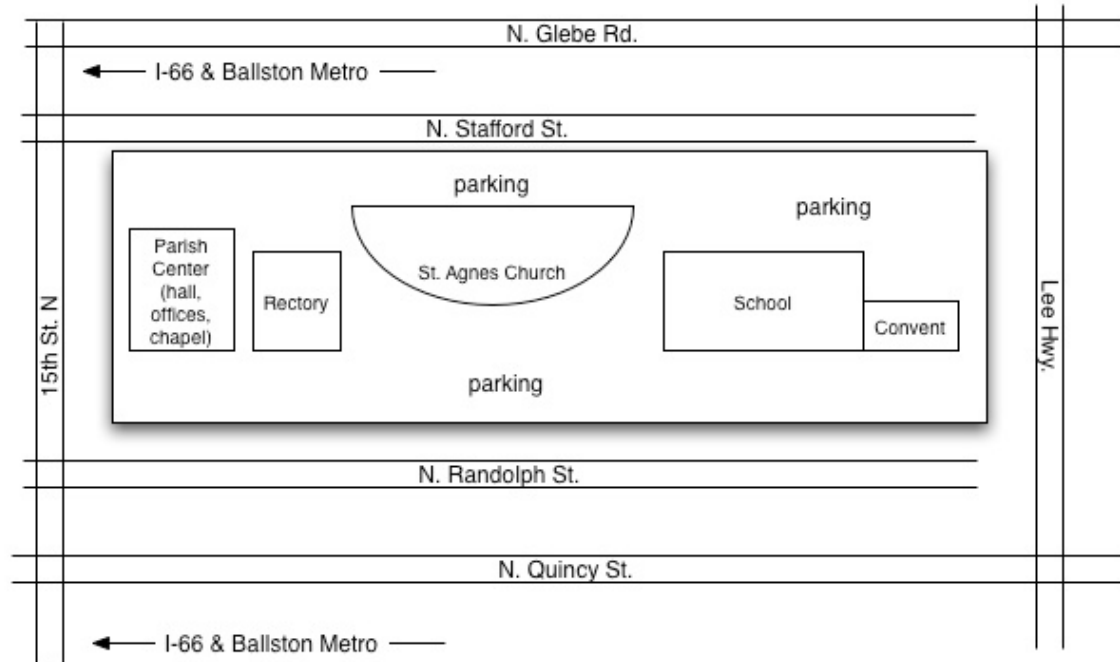 N. Glebe Rd.
I-66 & Ballston Metro
N. Stafford St.
parking
parking
Parish
Center
(hall,
offices,
chapel)
Rectory
St. Agnes Church
School
Convent
parking
15th St. N
Lee Hwy.
N. Randolph St.
N. Quincy St.
I-66 & Ballston Metro